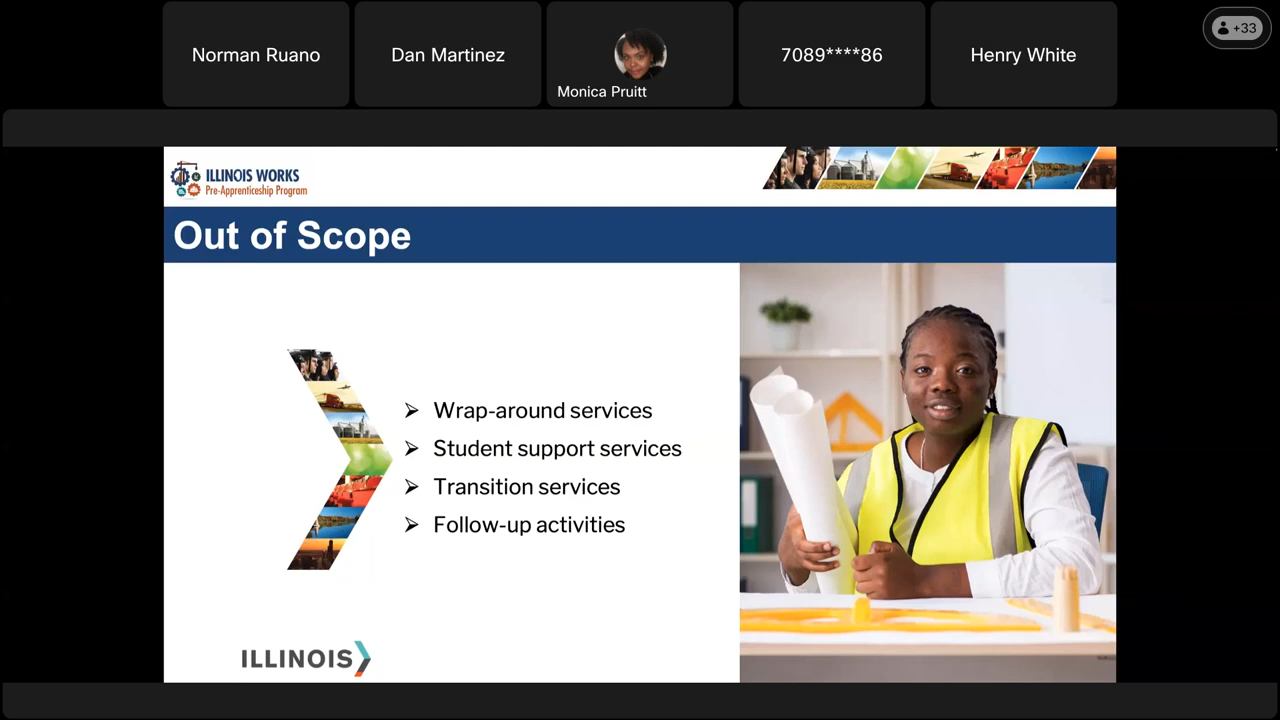 Norman Ruano
Dan Martinez
Monica Pruitt
7089****86
Henry White
+33
ILLINOIS WORKS
Pre-Apprenticeship Program
Out of Scope
Wrap-around services
Student support services
Transition services
Follow-up activities
ILLINOIS